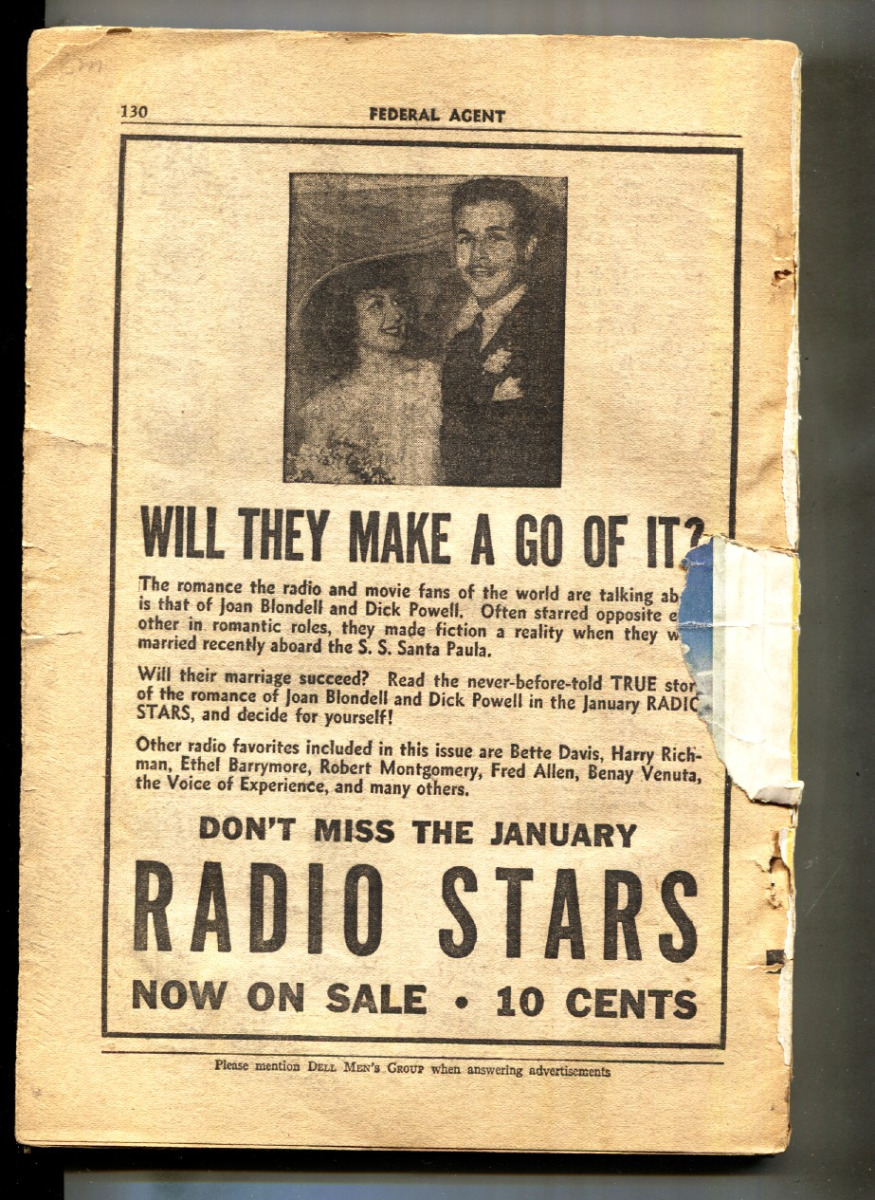 130
FEDERAL AGENT
WILL THEY MAKE A GO OF IT?
The romance the radio and movie fans of the world are talking ab
is that of Joan Blondell and Dick Powell. Often starred opposite e
other in romantic roles, they made fiction a reality when they w
married recently aboard the S. S. Santa Paula.
Will their marriage succeed? Read the never-before-told TRUE stor
of the romance of Joan Blondell and Dick Powell in the January RADIO
STARS, and decide for yourself!
Other radio favorites included in this issue are Bette Davis, Harry Rich-
man, Ethel Barrymore, Robert Montgomery, Fred Allen, Benay Venuta,
the Voice of Experience, and many others.
DON'T MISS THE JANUARY
RADIO STARS
NOW ON SALE • 10 CENTS
Please mention DELL MEN'S GROUP when answering advertisements